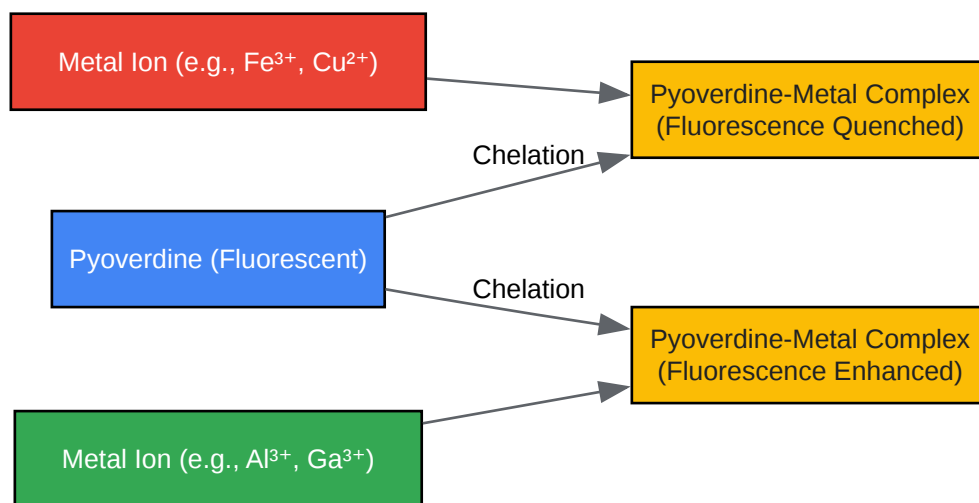 Metal Ion (e.g., Fe³⁺, Cu²⁺)
Pyoverdine-Metal Complex
(Fluorescence Quenched)
Chelation
Pyoverdine (Fluorescent)
Chelation
Pyoverdine-Metal Complex
(Fluorescence Enhanced)
Metal Ion (e.g., Al³⁺, Ga³⁺)